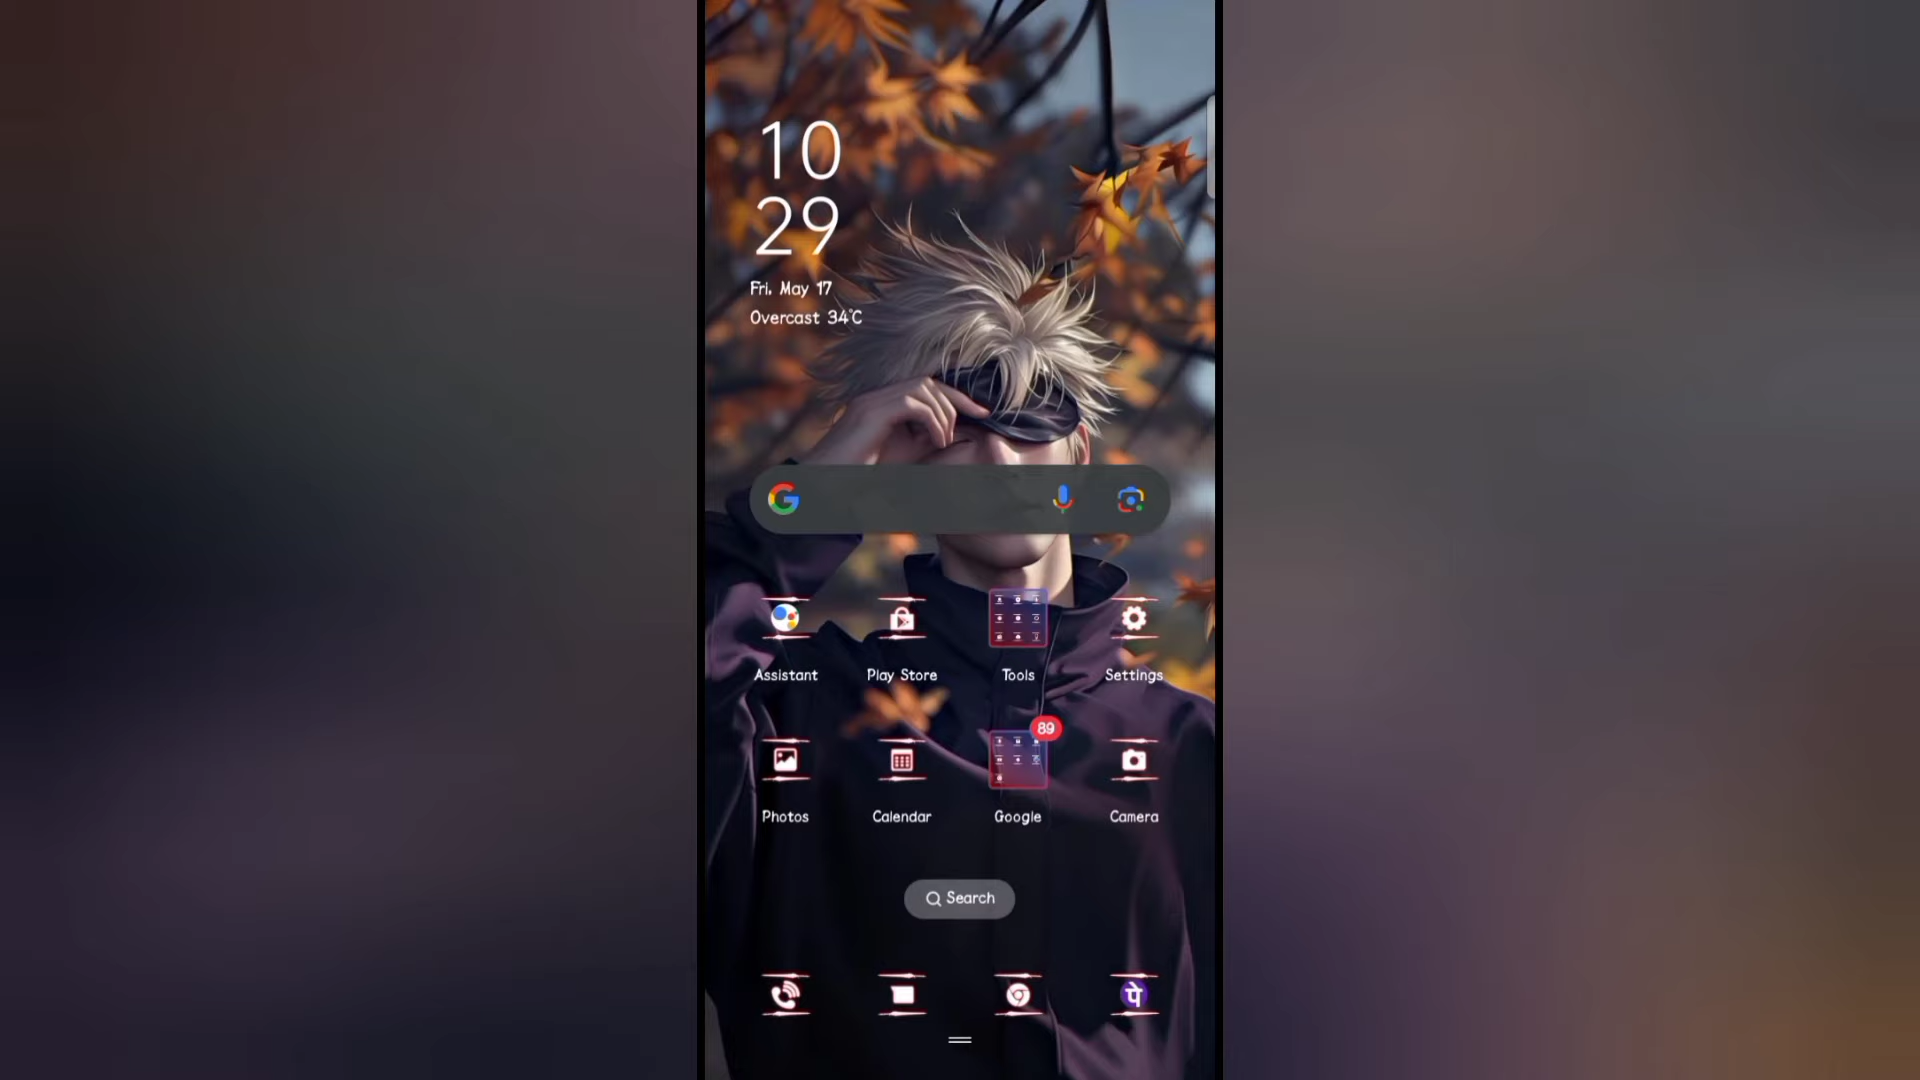 10
29
Fri, May 17
Overcast 34°C
Assistant
Play Store
Tools
Settings
89
Photos
Calendar
Google
Camera
Search
पे